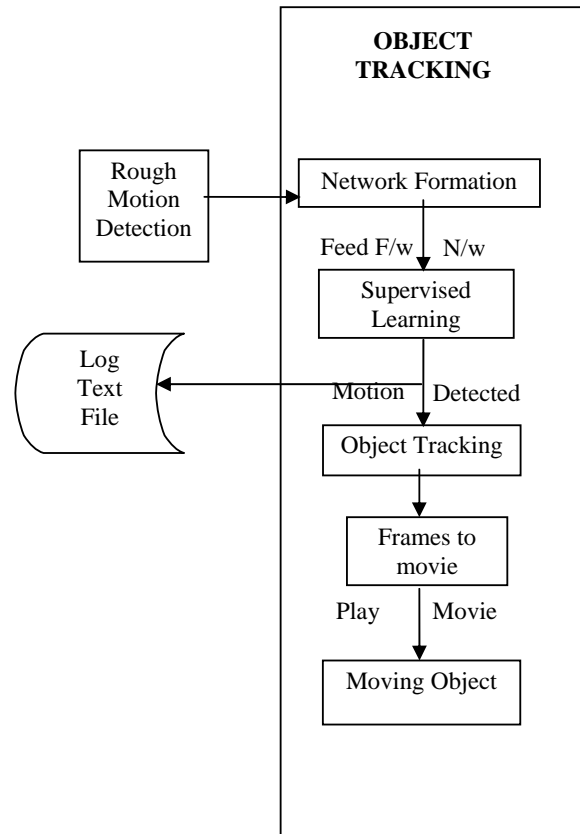 OBJECT
TRACKING
Rough
Motion
Detection
Network Formation
Feed F/w N/w
Supervised
Learning
Log
Text
File
Motion Detected
Object Tracking
Frames to
movie
Play Movie
Moving Object